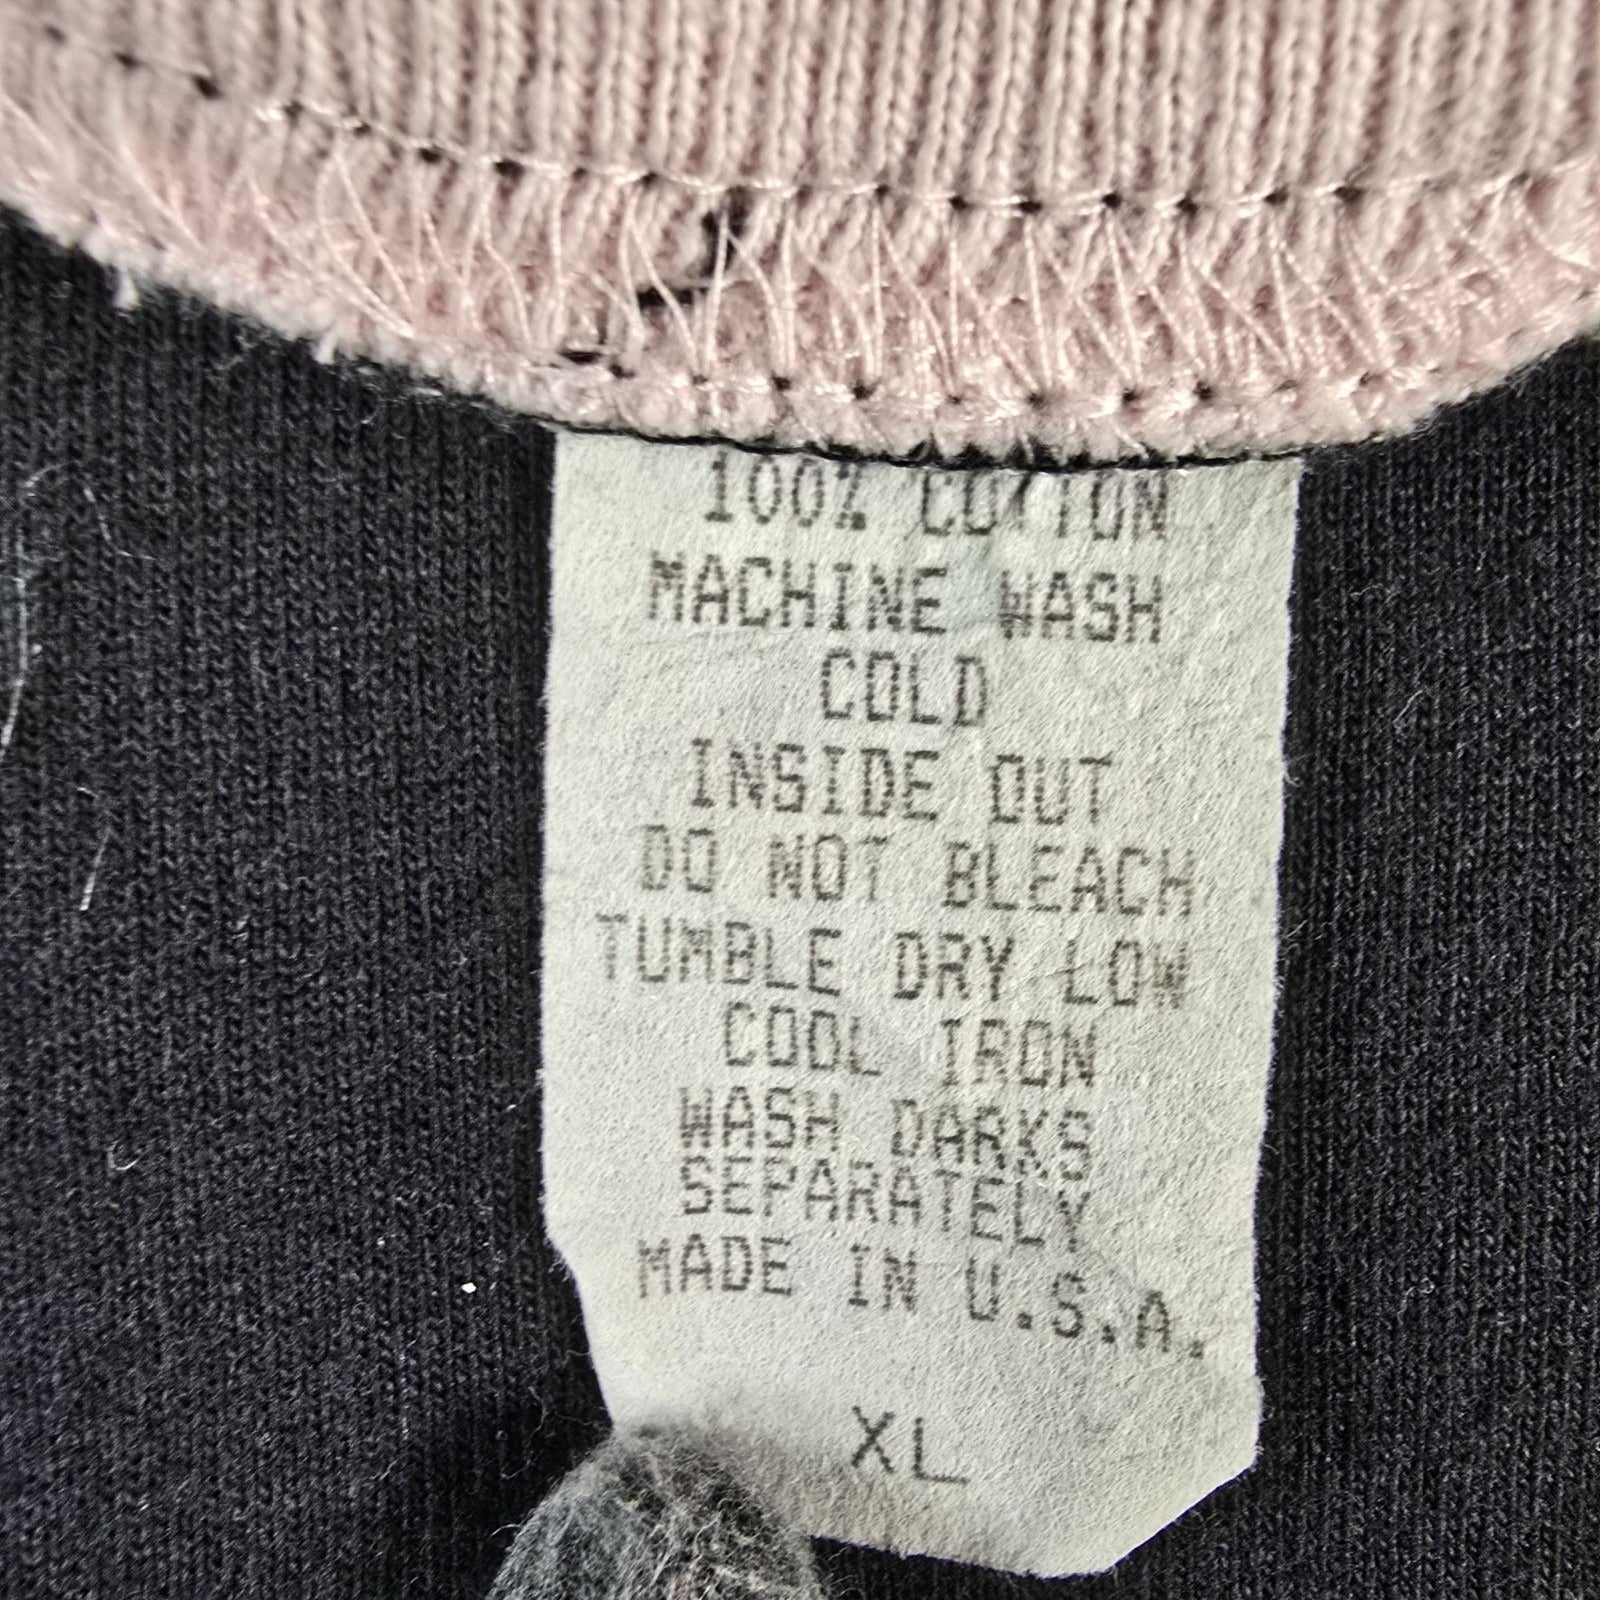 100% COTTON
MACHINE WASH
COLD
INSIDE OUT
DO NOT BLEACH
TUMBLE DRY LOW
COOL IRON
WASH DARKS
SEPARATELY
MADE IN U.S.A.
XL